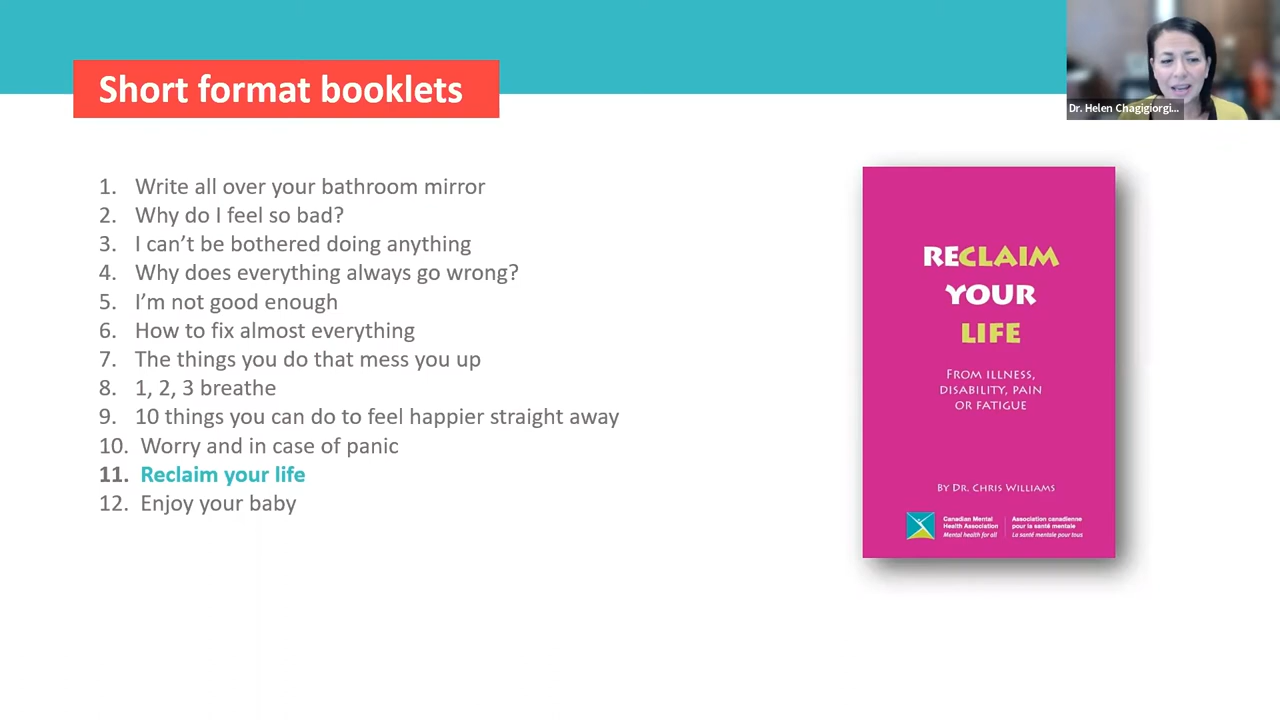 Short format booklets
Dr. Helen Chagigiorgi...
1. Write all over your bathroom mirror
2. Why do I feel so bad?
3. I can't be bothered doing anything
4. Why does everything always go wrong?
5. I'm not good enough
6. How to fix almost everything
7. The things you do that mess you up
8. 1, 2, 3 breathe
9. 10 things you can do to feel happier straight away
10. Worry and in case of panic
11. Reclaim your life
12. Enjoy your baby
RECLAIM
YOUR
LIFE
FROM ILLNESS,
DISABILITY, PAIN
OR FATIGUE
BY DR. CHRIS WILLIAMS
Canadian Mental
Health Association
Mental health for all
Association canadienne
pour la santé mentale
La santé mentale pour tous